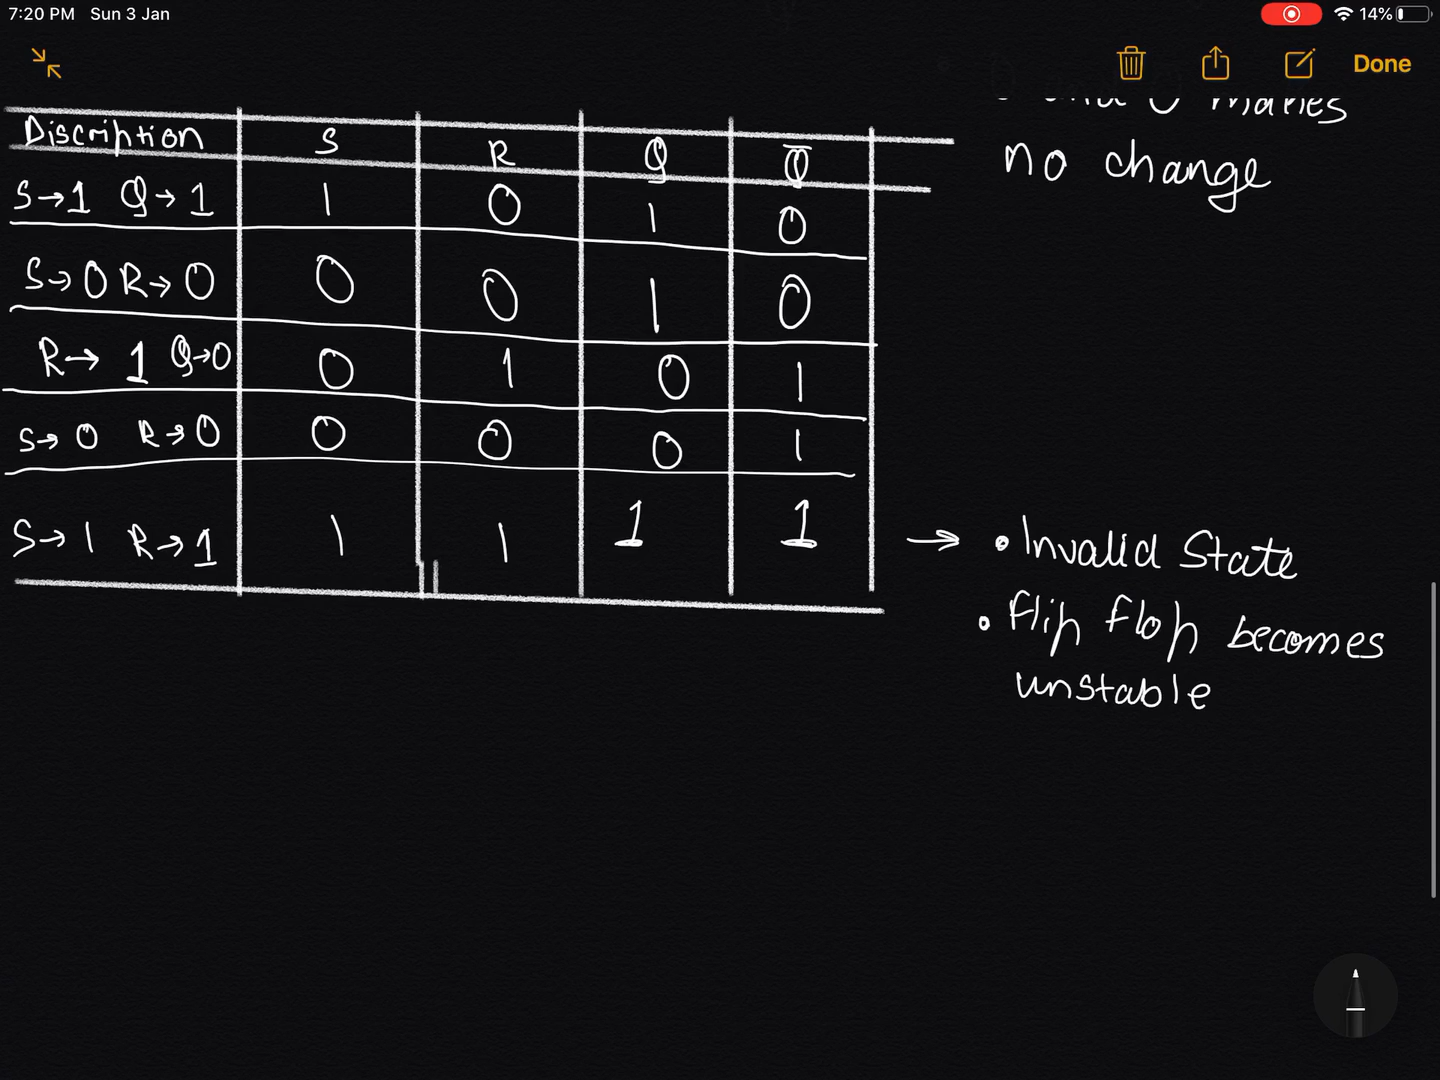 7:20 PM Sun 3 Jan 14%
Done
no change
Discription S R Q Q̅
S→1 Q→1 1 0 1 0
S→0 R→0 0 0 1 0
R→ 1 Q→0 0 1 0 1
S→0 R→0 0 0 0 1
S→1 R→1 1 1 1 1 → • Invalid State
• flip flop becomes
unstable